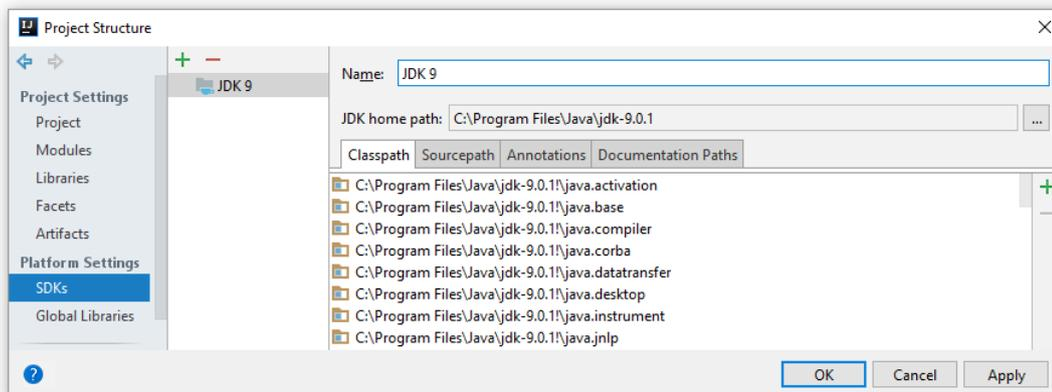 Project Structure
Project Settings
Project
Modules
Libraries
Facets
Artifacts
Platform Settings
SDKs
Global Libraries
JDK 9
Name: JDK 9
JDK home path: C:\Program Files\Java\jdk-9.0.1 ...
Classpath Sourcepath Annotations Documentation Paths
C:\Program Files\Java\jdk-9.0.1!\java.activation
C:\Program Files\Java\jdk-9.0.1!\java.base
C:\Program Files\Java\jdk-9.0.1!\java.compiler
C:\Program Files\Java\jdk-9.0.1!\java.corba
C:\Program Files\Java\jdk-9.0.1!\java.datatransfer
C:\Program Files\Java\jdk-9.0.1!\java.desktop
C:\Program Files\Java\jdk-9.0.1!\java.instrument
C:\Program Files\Java\jdk-9.0.1!\java.jnlp
? OK Cancel Apply